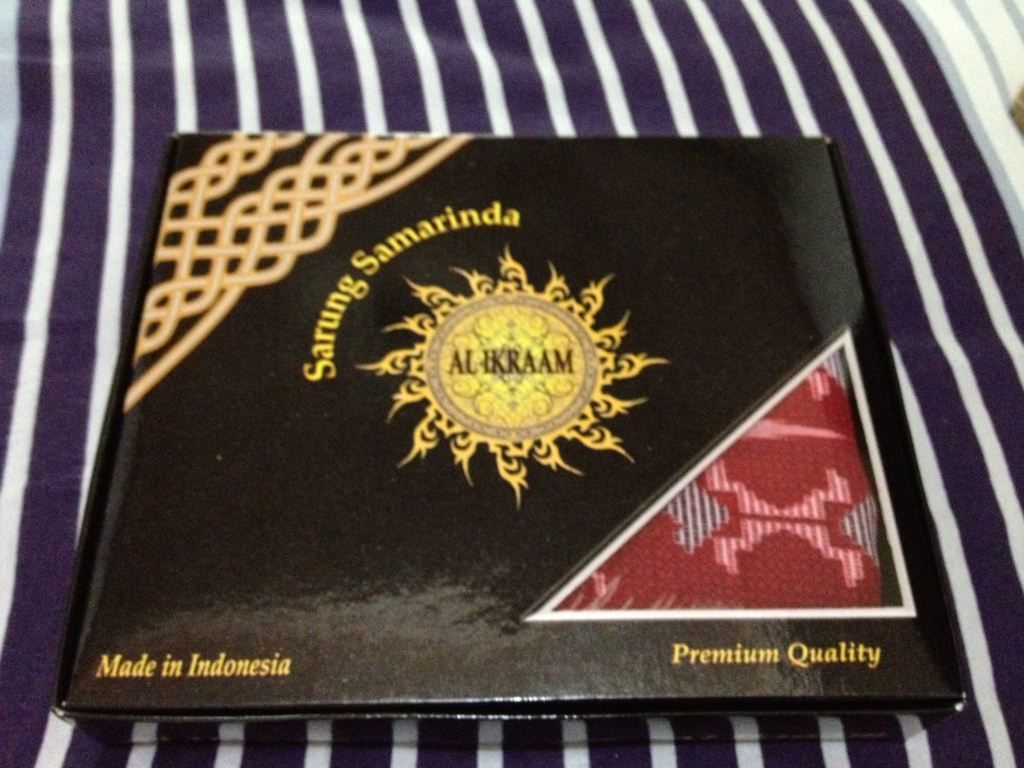 Sarung Samarinda
AL-IKRAAM
Made in Indonesia
Premium Quality